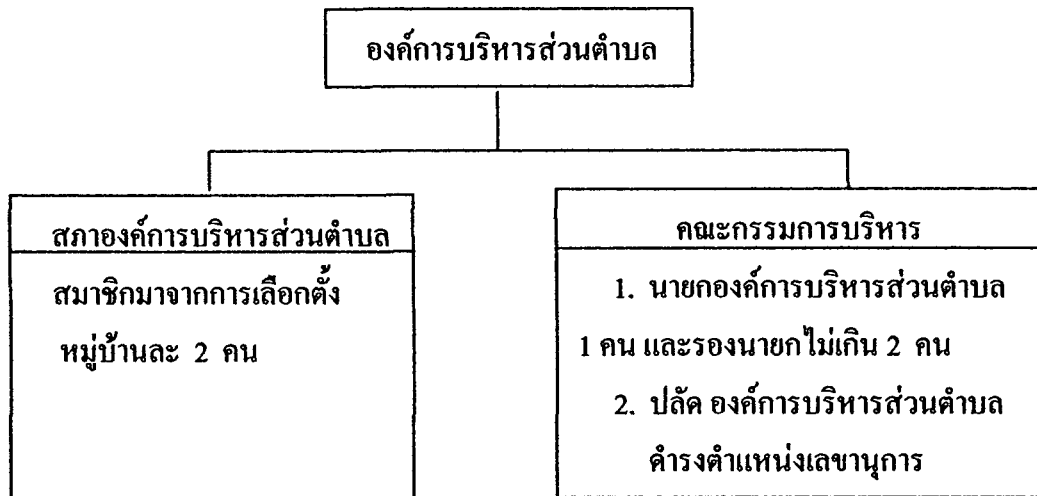 องค์การบริหารส่วนตำบล
สภาองค์การบริหารส่วนตำบล
สมาชิกมาจากการเลือกตั้ง
หมู่บ้านละ 2 คน
คณะกรรมการบริหาร
1. นายกองค์การบริหารส่วนตำบล
1 คน และรองนายกไม่เกิน 2 คน
2. ปลัด องค์การบริหารส่วนตำบล
ดำรงตำแหน่งเลขานุการ